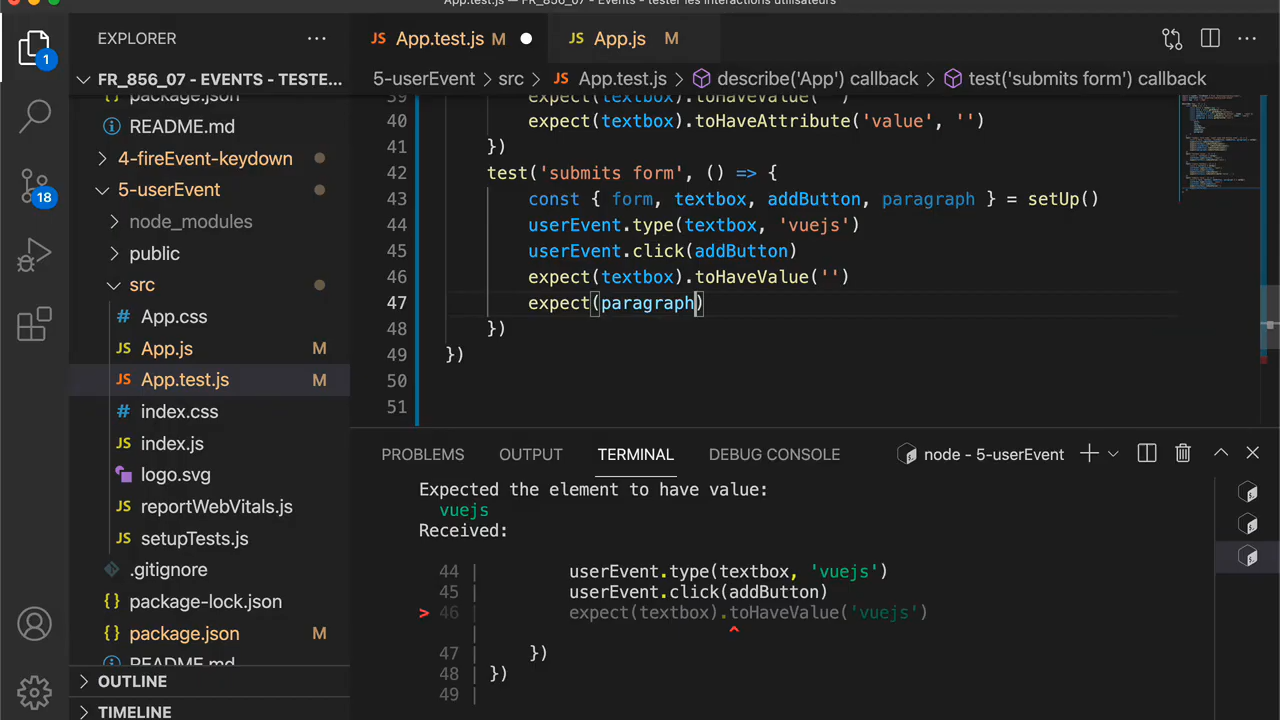 App.test.js — FR_856_07 - Events - tester les interactions utilisateurs
EXPLORER
App.test.js M
App.js M
FR_856_07 - EVENTS - TESTE...
5-userEvent > src > App.test.js > describe('App') callback > test('submits form') callback
package.json
README.md
4-fireEvent-keydown
5-userEvent
node_modules
public
src
App.css
App.js M
App.test.js M
index.css
index.js
logo.svg
reportWebVitals.js
setupTests.js
.gitignore
package-lock.json
package.json M
README.md
OUTLINE
TIMELINE
1
18
39 expect(textbox).toHaveValue('')
40 expect(textbox).toHaveAttribute('value', '')
41 })
42 test('submits form', () => {
43 const { form, textbox, addButton, paragraph } = setUp()
44 userEvent.type(textbox, 'vuejs')
45 userEvent.click(addButton)
46 expect(textbox).toHaveValue('')
47 expect(paragraph)
48 })
49 })
50
51
PROBLEMS OUTPUT TERMINAL DEBUG CONSOLE node - 5-userEvent
Expected the element to have value:
vuejs
Received:
44 | userEvent.type(textbox, 'vuejs')
45 | userEvent.click(addButton)
> 46 | expect(textbox).toHaveValue('vuejs')
| ^
47 | })
48 | })
49 |